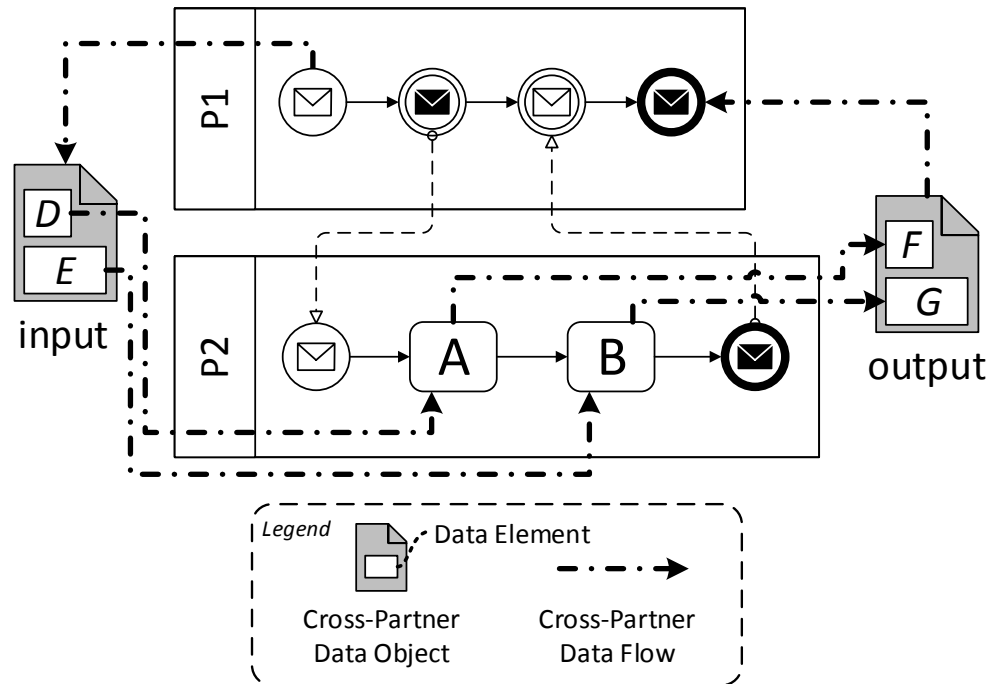 P1
D
E
input
F
G
output
P2
A
B
Legend
Data Element
Cross-Partner
Data Object
Cross-Partner
Data Flow